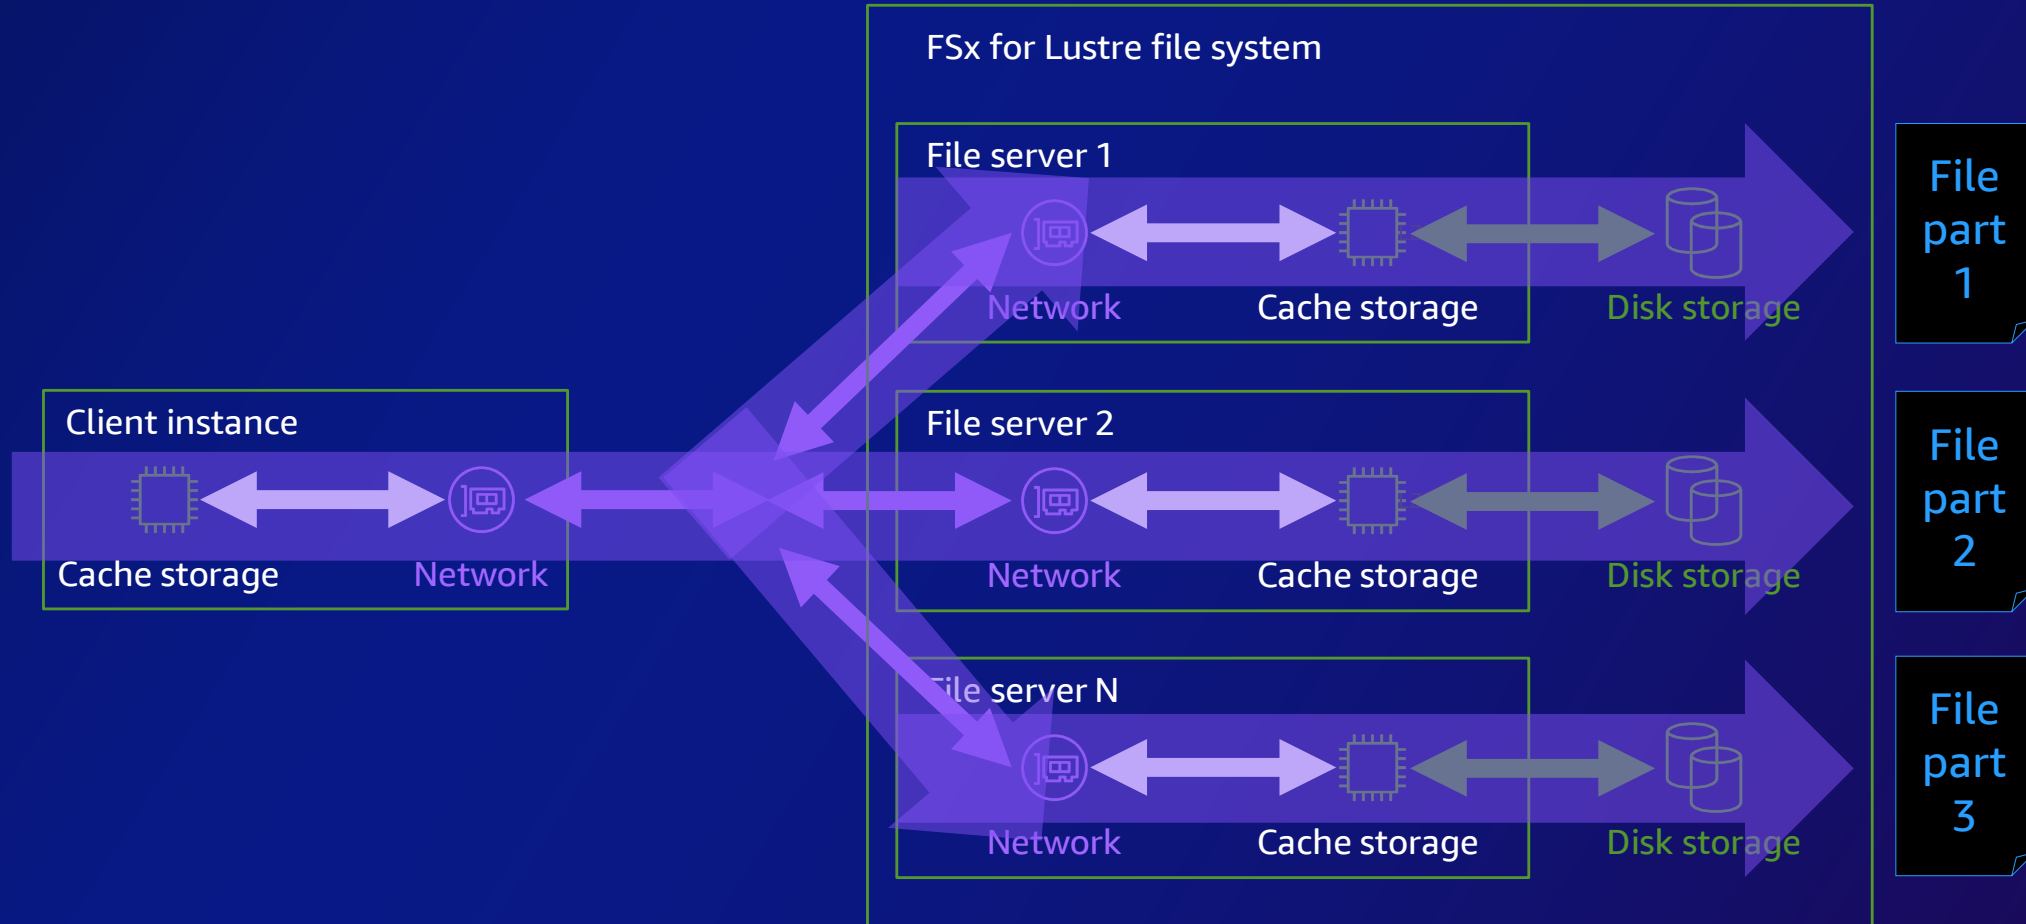 FSx for Lustre file system
File server 1
Network
Cache storage
Disk storage
File
part
1
Client instance
Cache storage
Network
File server 2
Network
Cache storage
Disk storage
File
part
2
File server N
Network
Cache storage
Disk storage
File
part
3